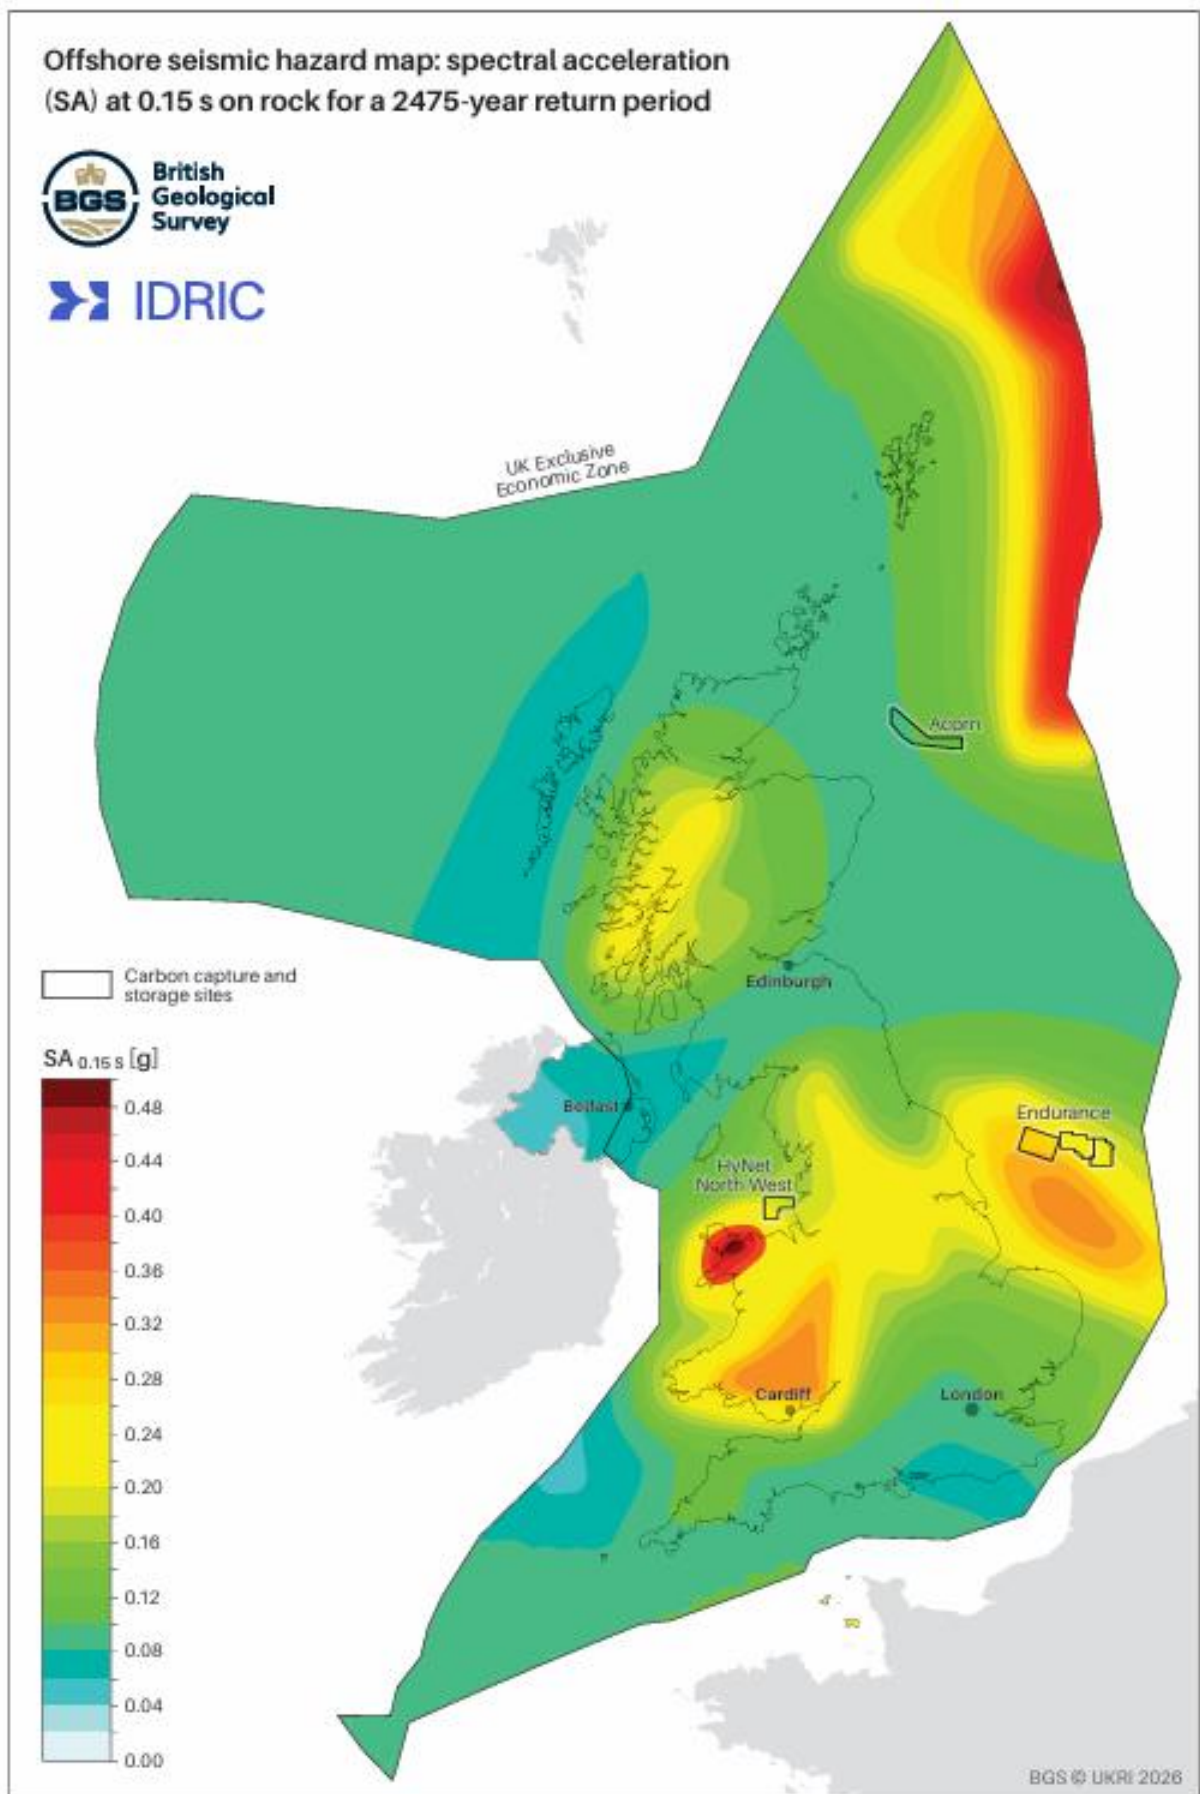 Offshore seismic hazard map: spectral acceleration
(SA) at 0.15 s on rock for a 2475-year return period
BGS
British
Geological
Survey
IDRIC
UK Exclusive
Economic Zone
Acorn
Carbon capture and
storage sites
Edinburgh
SA 0.15 s [g]
0.48
0.44
0.40
0.36
0.32
0.28
0.24
0.20
0.16
0.12
0.08
0.04
0.00
Belfast
Endurance
HyNet
North West
Cardiff
London
BGS © UKRI 2026